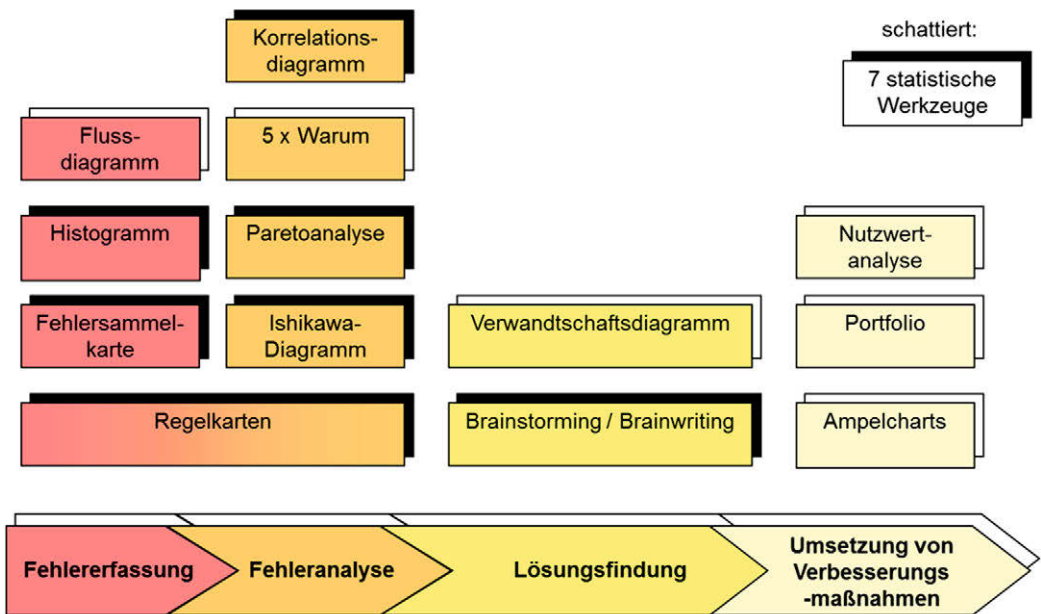 Korrelations-
diagramm
schattiert:
7 statistische
Werkzeuge
Fluss-
diagramm
5 x Warum
Histogramm
Paretoanalyse
Nutzwert-
analyse
Fehlersammel-
karte
Ishikawa-
Diagramm
Verwandtschaftsdiagramm
Portfolio
Regelkarten
Brainstorming / Brainwriting
Ampelcharts
Fehlererfassung
Fehleranalyse
Lösungsfindung
Umsetzung von
Verbesserungs
-maßnahmen